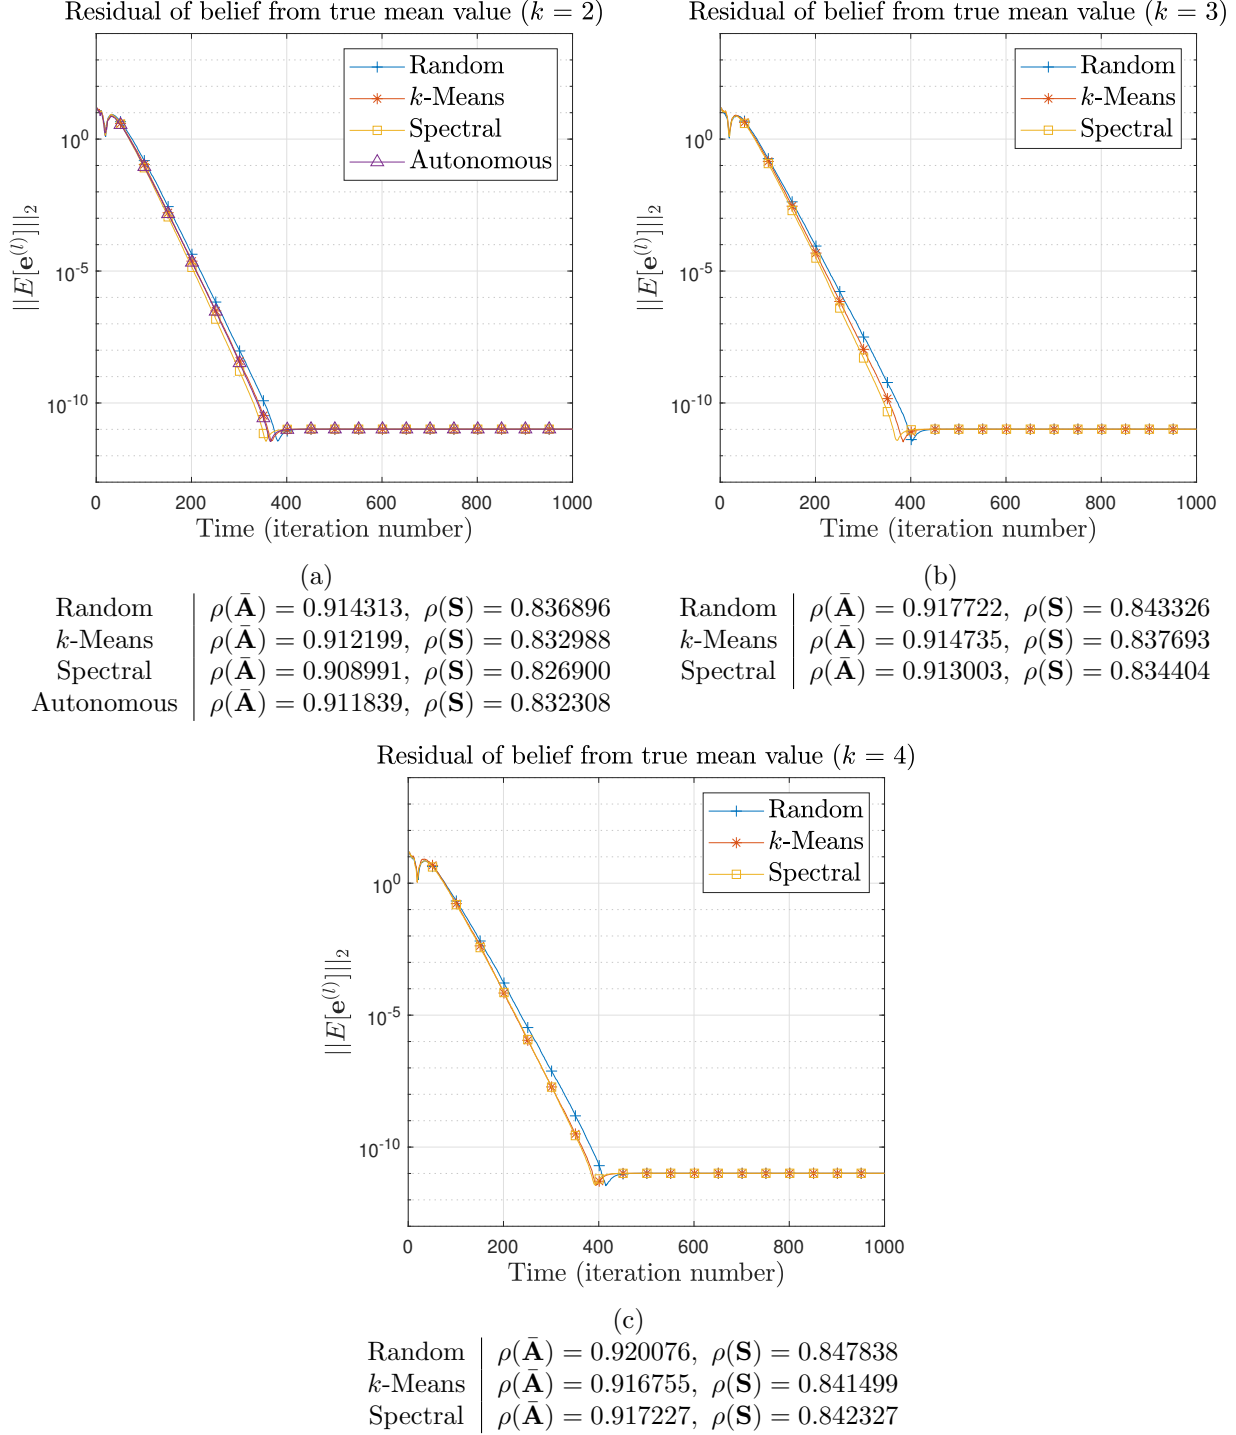 Residual of belief from true mean value (k = 2)
Random
k-Means
Spectral
Autonomous
10^0
10^-5
10^-10
||E[e^(l)]||_2
0 200 400 600 800 1000
Time (iteration number)
(a)
Random | ρ(Ā) = 0.914313, ρ(S) = 0.836896
k-Means | ρ(Ā) = 0.912199, ρ(S) = 0.832988
Spectral | ρ(Ā) = 0.908991, ρ(S) = 0.826900
Autonomous | ρ(Ā) = 0.911839, ρ(S) = 0.832308
Residual of belief from true mean value (k = 3)
Random
k-Means
Spectral
10^0
10^-5
10^-10
||E[e^(l)]||_2
0 200 400 600 800 1000
Time (iteration number)
(b)
Random | ρ(Ā) = 0.917722, ρ(S) = 0.843326
k-Means | ρ(Ā) = 0.914735, ρ(S) = 0.837693
Spectral | ρ(Ā) = 0.913003, ρ(S) = 0.834404
Residual of belief from true mean value (k = 4)
Random
k-Means
Spectral
10^0
10^-5
10^-10
||E[e^(l)]||_2
0 200 400 600 800 1000
Time (iteration number)
(c)
Random | ρ(Ā) = 0.920076, ρ(S) = 0.847838
k-Means | ρ(Ā) = 0.916755, ρ(S) = 0.841499
Spectral | ρ(Ā) = 0.917227, ρ(S) = 0.842327